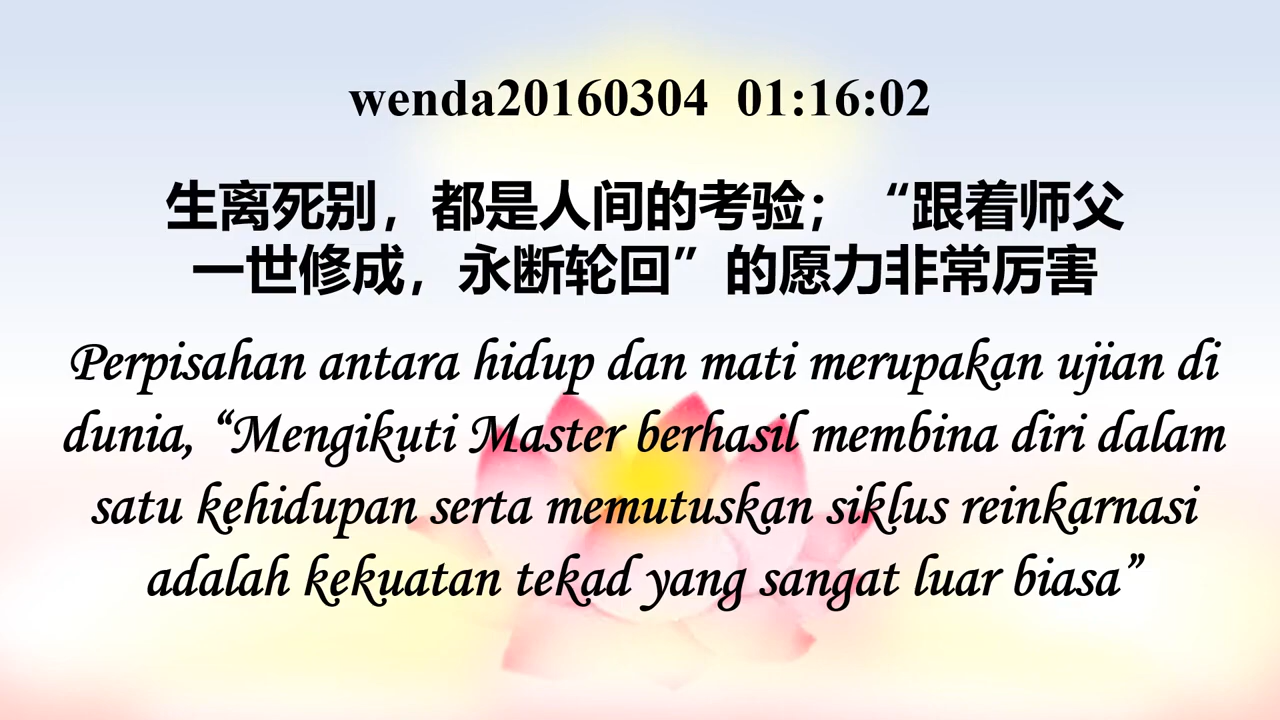 wenda20160304 01:16:02
生离死别，都是人间的考验；“跟着师父
一世修成，永断轮回”的愿力非常厉害
Perpisahan antara hidup dan mati merupakan ujian di
dunia, “Mengikuti Master berhasil membina diri dalam
satu kehidupan serta memutuskan siklus reinkarnasi
adalah kekuatan tekad yang sangat luar biasa”